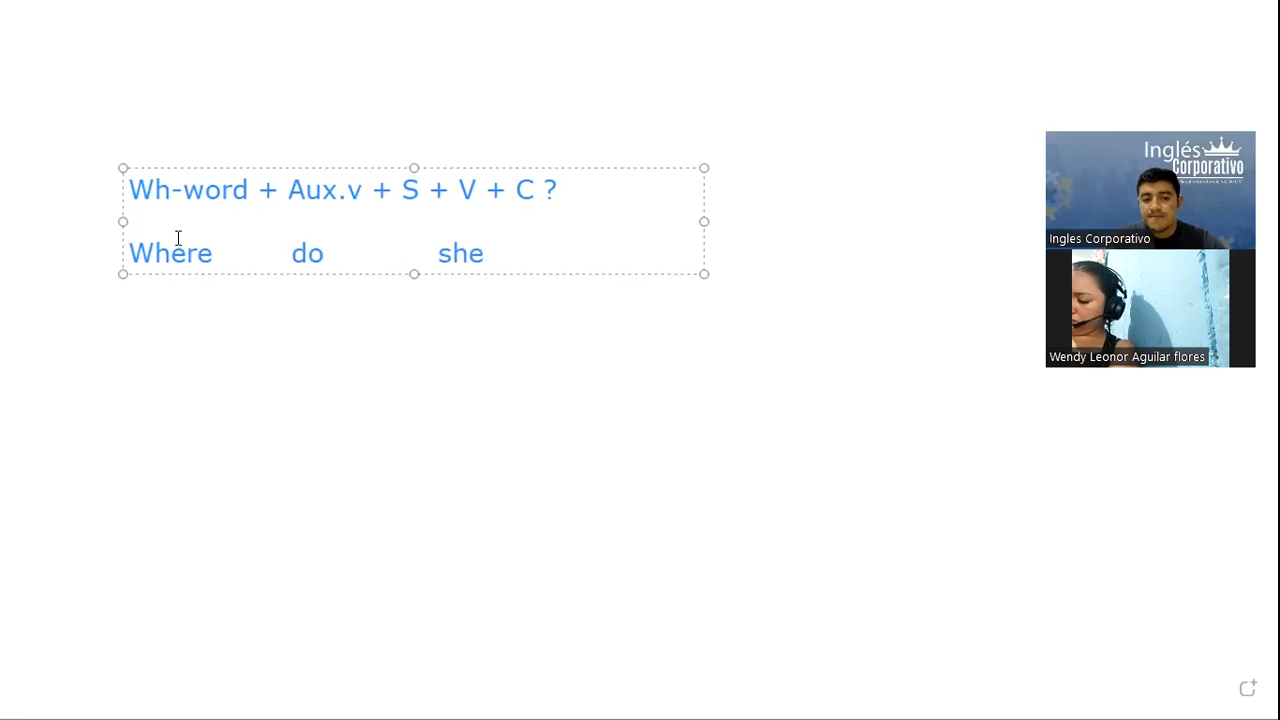 Wh-word + Aux.v + S + V + C ?
Where do she
Inglés
Corporativo
Ingles Corporativo
Wendy Leonor Aguilar flores